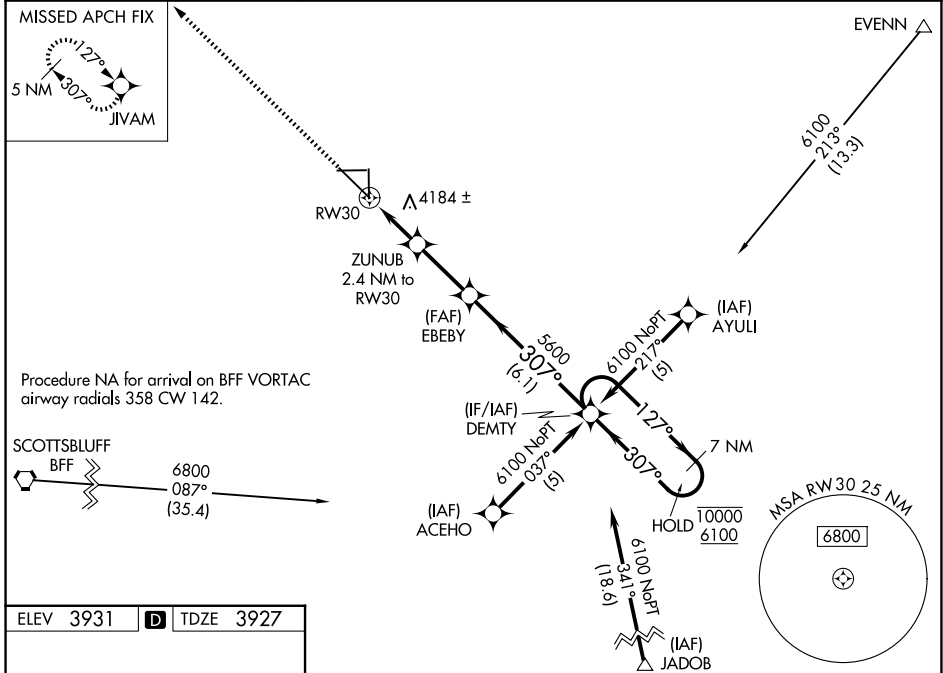 MISSED APCH FIX
127°
5 NM
307°
JIVAM
EVENN
6100
213°
(13.3)
RW30
4184 ±
ZUNUB
2.4 NM to
RW30
(FAF)
EBEBY
(IAF)
AYULI
6100 NoPT
217°
(5)
5600
307°
(6.1)
Procedure NA for arrival on BFF VORTAC
airway radials 358 CW 142.
(IF/IAF)
DEMTY
127°
7 NM
307°
SCOTTSBLUFF
BFF
6800
087°
(35.4)
6100 NoPT
037°
(5)
(IAF)
ACEHO
HOLD
10000
6100
MSA RW30 25 NM
6800
6100 NoPT
341°
(18.6)
(IAF)
JADOB
ELEV 3931 D TDZE 3927